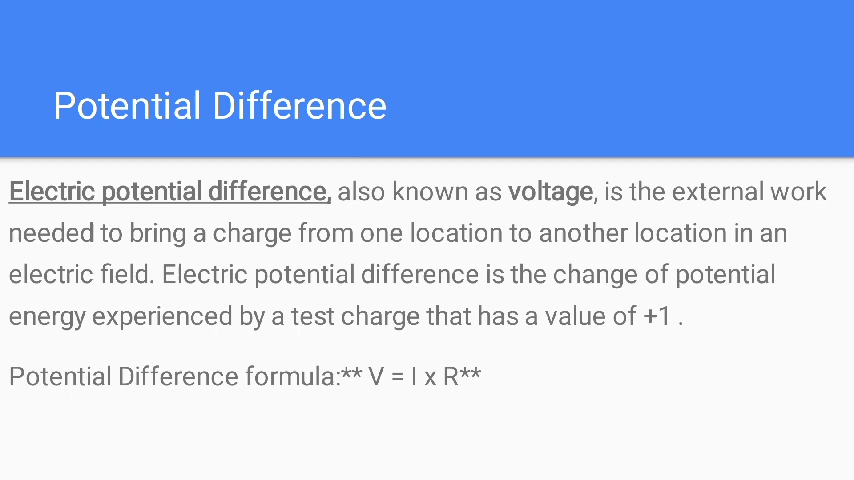 Potential Difference
Electric potential difference, also known as voltage, is the external work
needed to bring a charge from one location to another location in an
electric field. Electric potential difference is the change of potential
energy experienced by a test charge that has a value of +1 .
Potential Difference formula:** V = I x R**